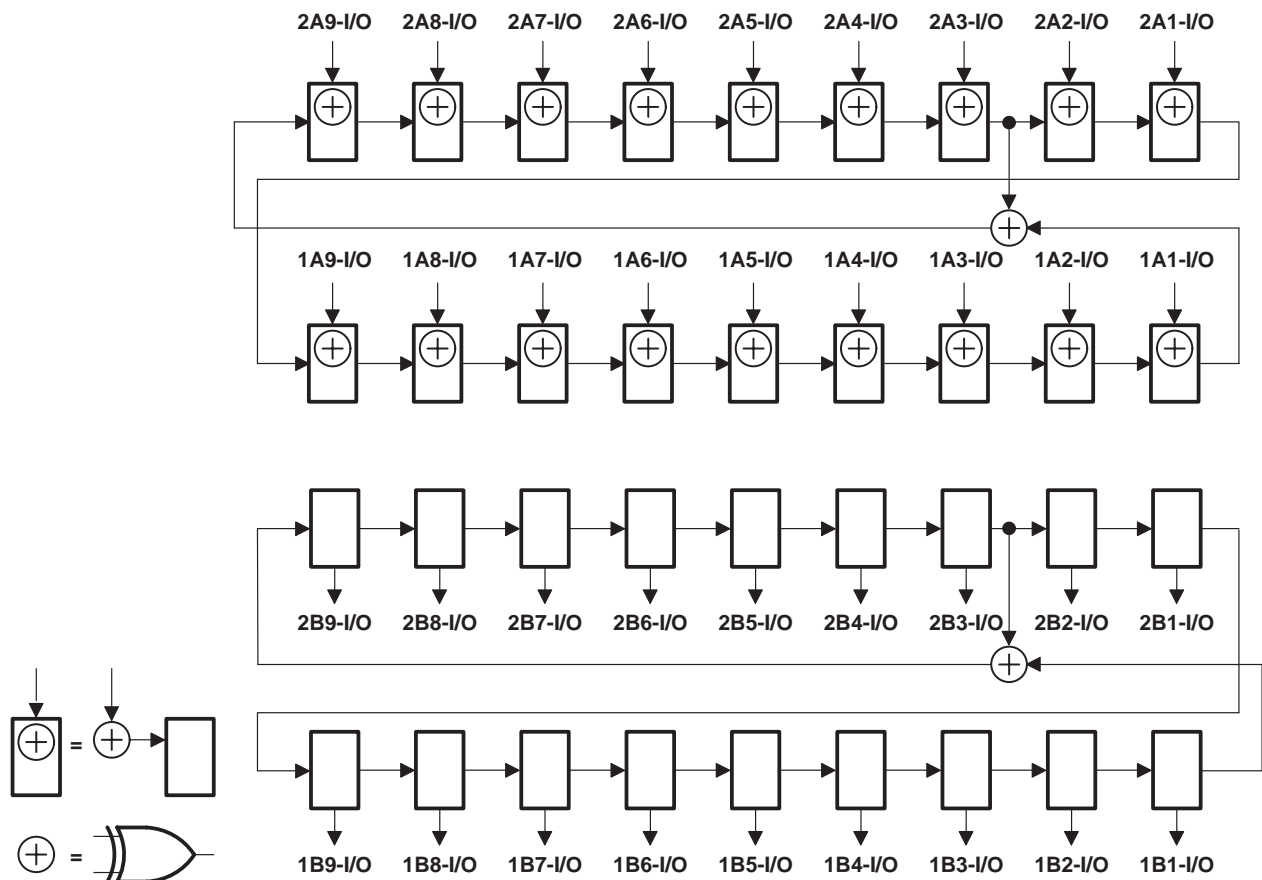 2A9-I/O 2A8-I/O 2A7-I/O 2A6-I/O 2A5-I/O 2A4-I/O 2A3-I/O 2A2-I/O 2A1-I/O
1A9-I/O 1A8-I/O 1A7-I/O 1A6-I/O 1A5-I/O 1A4-I/O 1A3-I/O 1A2-I/O 1A1-I/O
2B9-I/O 2B8-I/O 2B7-I/O 2B6-I/O 2B5-I/O 2B4-I/O 2B3-I/O 2B2-I/O 2B1-I/O
=
=
1B9-I/O 1B8-I/O 1B7-I/O 1B6-I/O 1B5-I/O 1B4-I/O 1B3-I/O 1B2-I/O 1B1-I/O